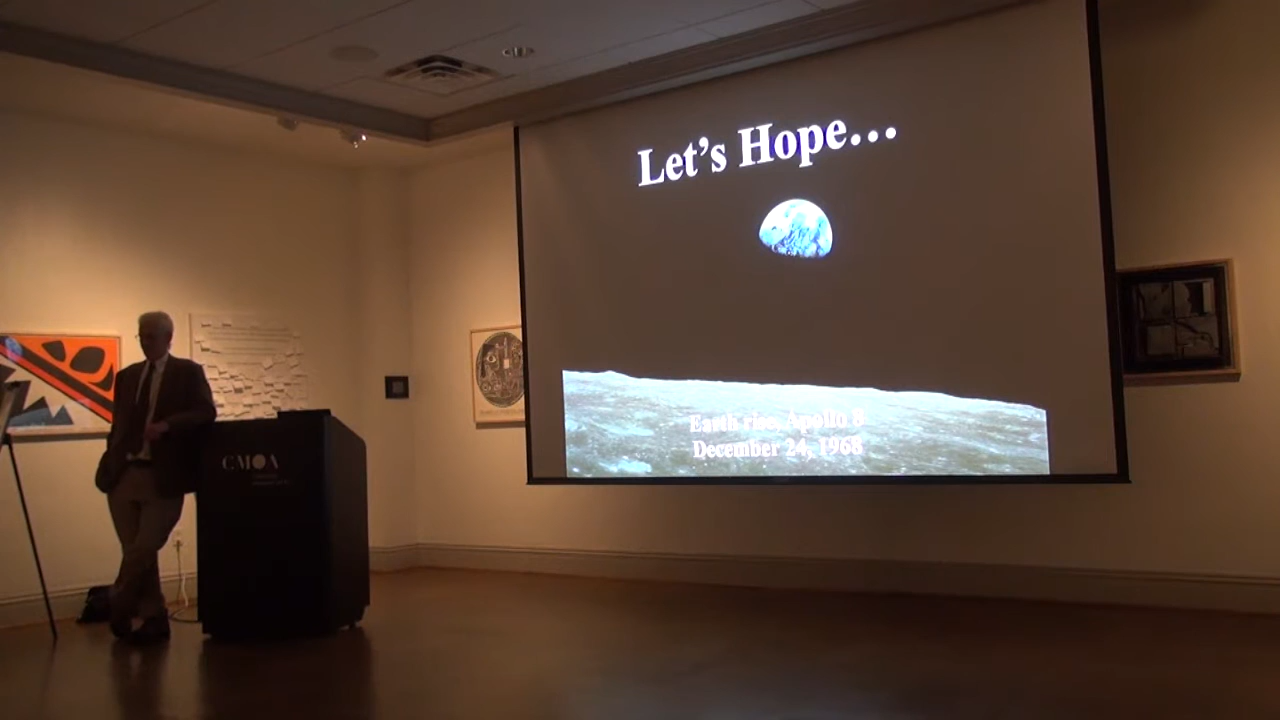 Let's Hope...
Earth rise, Apollo 8
December 24, 1968
CMOA